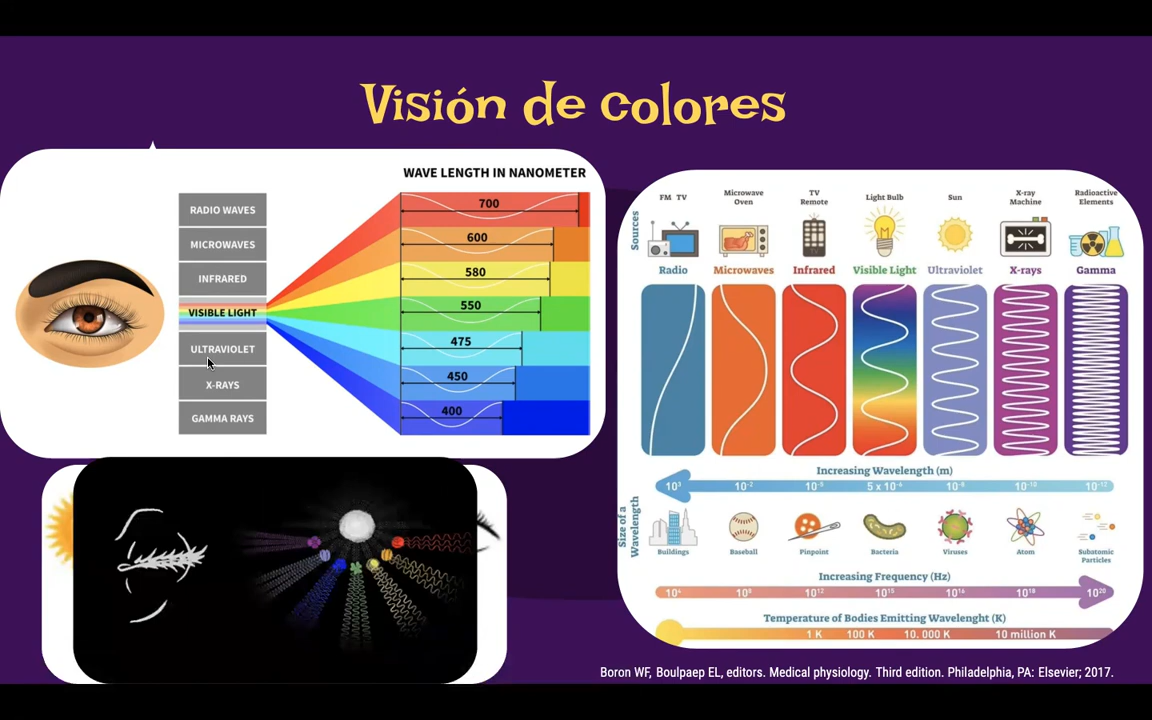 Visión de colores
WAVE LENGTH IN NANOMETER
RADIO WAVES
MICROWAVES
INFRARED
VISIBLE LIGHT
ULTRAVIOLET
X-RAYS
GAMMA RAYS
700
600
580
550
475
450
400
Sources
FM TV
Microwave
Oven
TV
Remote
Light Bulb
Sun
X-ray
Machine
Radioactive
Elements
Radio
Microwaves
Infrared
Visible Light
Ultraviolet
X-rays
Gamma
Increasing Wavelength (m)
10³ 10⁻² 10⁻⁵ 10⁻⁸ 10⁻¹⁰ 10⁻¹²
Size of a
Wavelength
Buildings
Baseball
Pinpoint
Bacteria
Viruses
Atom
Subatomic
Particles
Increasing Frequency (Hz)
10⁴ 10⁸ 10¹² 10¹⁵ 10¹⁶ 10¹⁸ 10²⁰
Temperature of Bodies Emitting Wavelenght (K)
1 K 100 K 10. 000 K 10 million K
Boron WF, Boulpaep EL, editors. Medical physiology. Third edition. Philadelphia, PA: Elsevier; 2017.